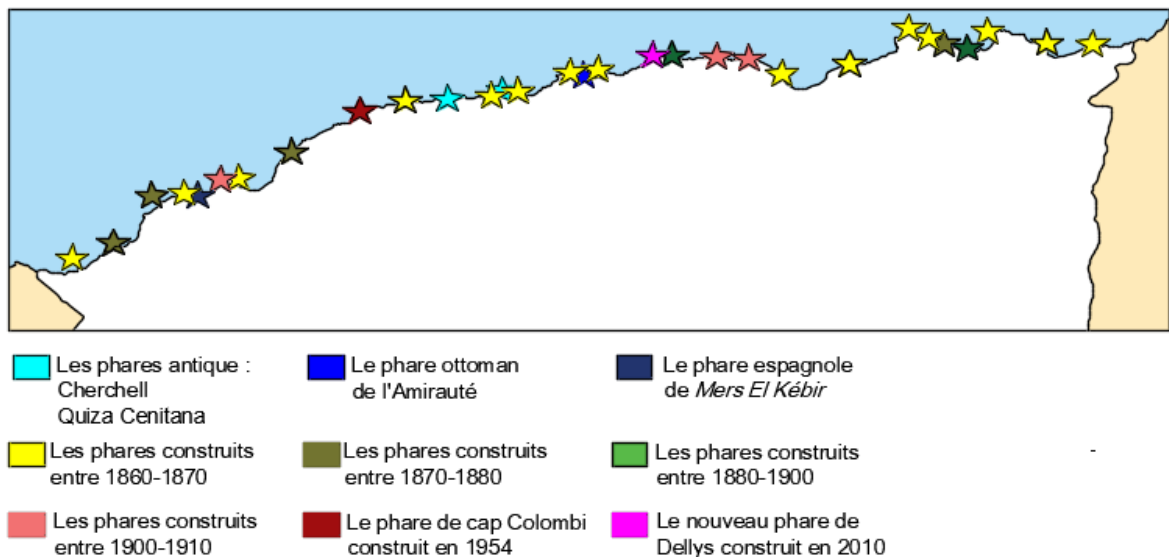 Les phares antique :
Cherchell
Quiza Cenitana
Le phare ottoman
de l'Amirauté
Le phare espagnole
de Mers El Kébir
Les phares construits
entre 1860-1870
Les phares construits
entre 1870-1880
Les phares construits
entre 1880-1900
-
Les phares construits
entre 1900-1910
Le phare de cap Colombi
construit en 1954
Le nouveau phare de
Dellys construit en 2010